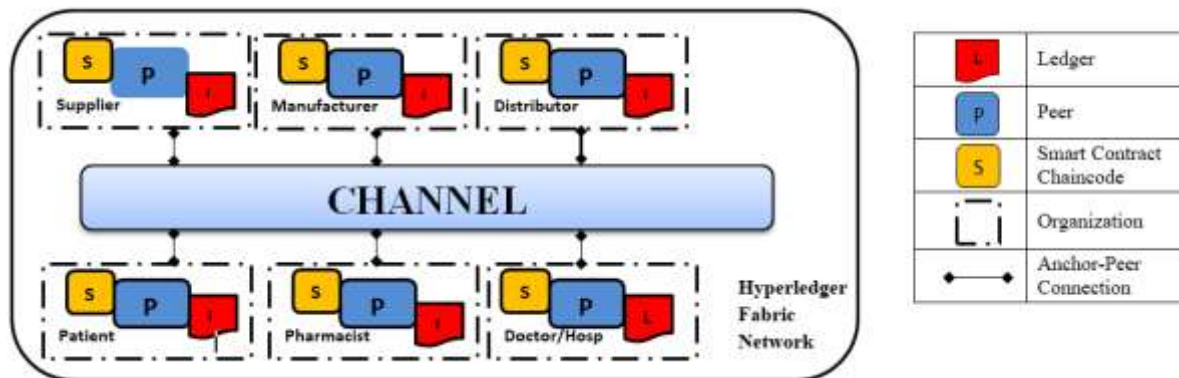 S P
Supplier
S P
Manufacturer
S P
Distributor
CHANNEL
S P
Patient
S P
Pharmacist
S P L
Doctor/Hosp
Hyperledger
Fabric
Network
L Ledger
P Peer
S Smart Contract
Chaincode
Organization
Anchor-Peer
Connection